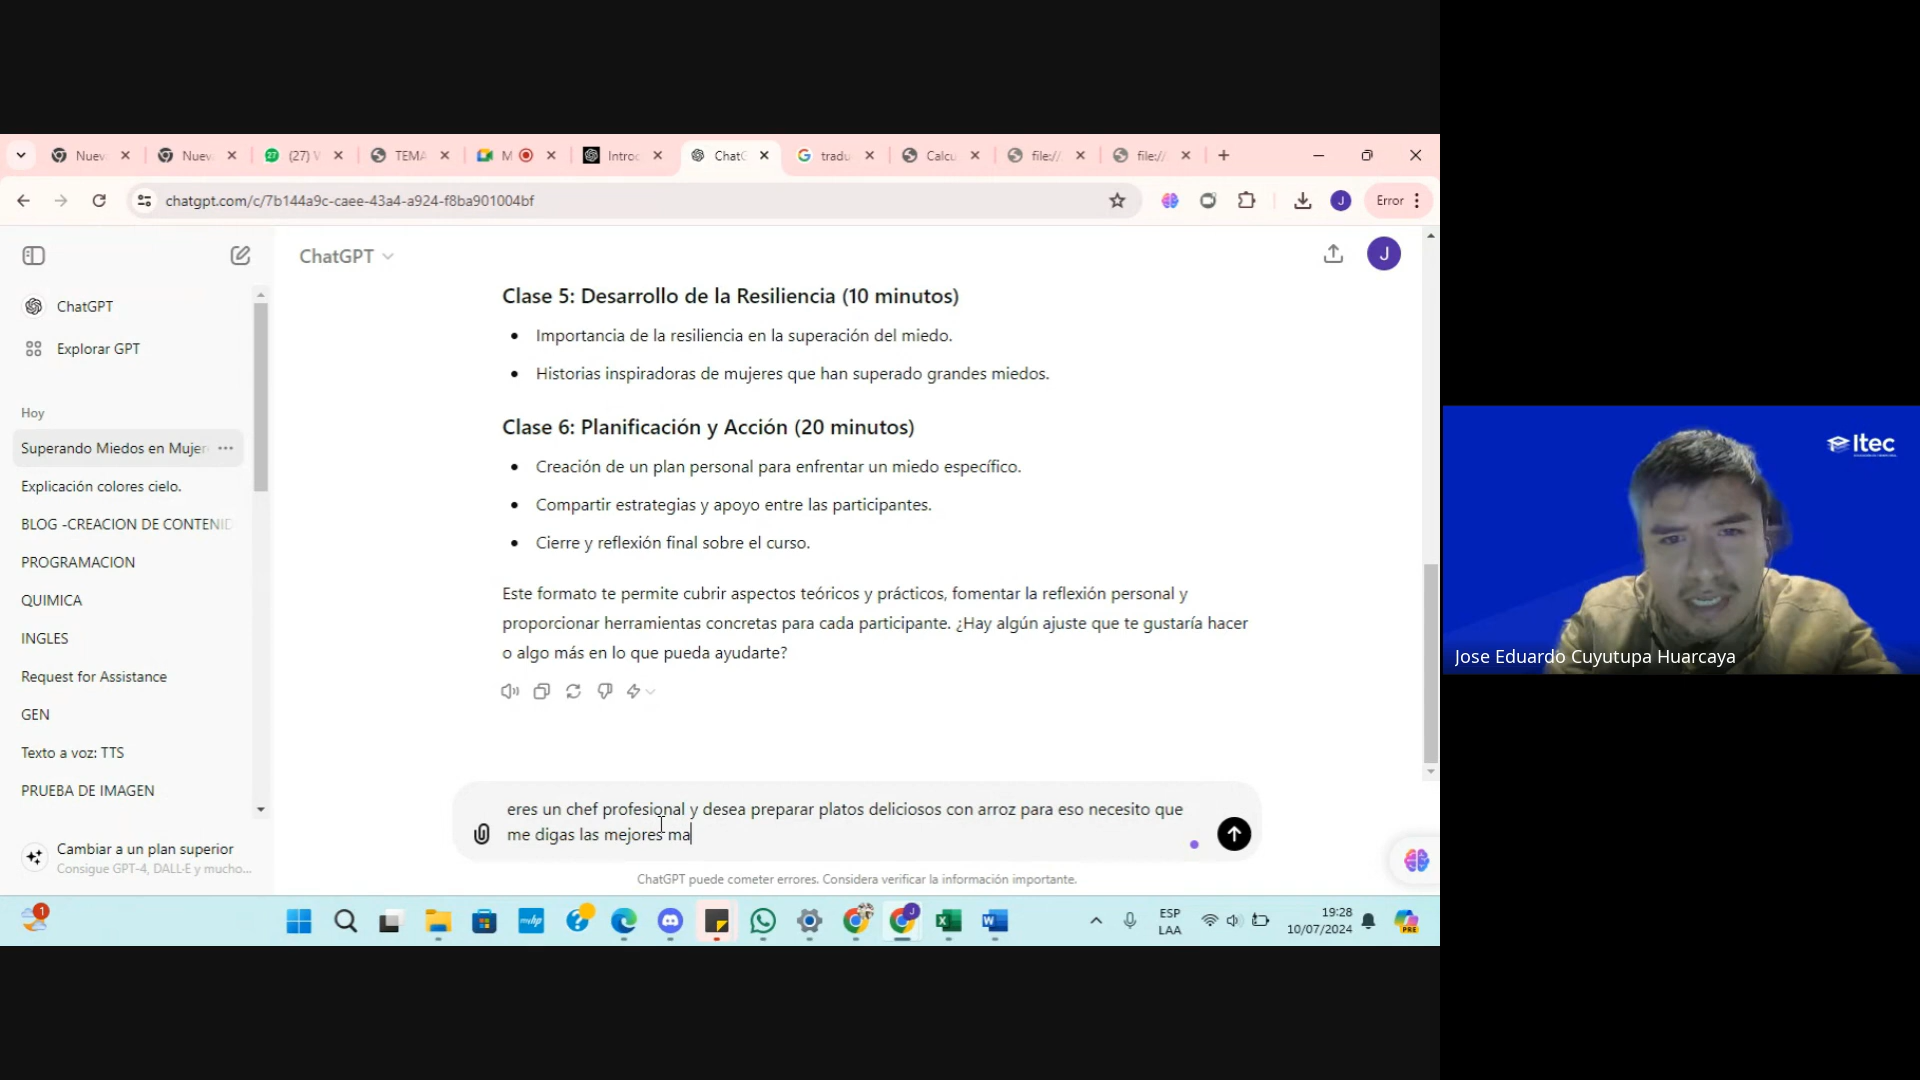 Nuev
Nuev
(27) V
TEMA
M
Introc
ChatG
tradu
Calcu
file://
file://
chatgpt.com/c/7b144a9c-caee-43a4-a924-f8ba901004bf
J
Error
ChatGPT
J
ChatGPT
Explorar GPT
Hoy
Superando Miedos en Mujer
Explicación colores cielo.
BLOG -CREACION DE CONTENID
PROGRAMACION
QUIMICA
INGLES
Request for Assistance
GEN
Texto a voz: TTS
PRUEBA DE IMAGEN
Cambiar a un plan superior
Consigue GPT-4, DALL·E y mucho...
Clase 5: Desarrollo de la Resiliencia (10 minutos)
Importancia de la resiliencia en la superación del miedo.
Historias inspiradoras de mujeres que han superado grandes miedos.
Clase 6: Planificación y Acción (20 minutos)
Creación de un plan personal para enfrentar un miedo específico.
Compartir estrategias y apoyo entre las participantes.
Cierre y reflexión final sobre el curso.
Este formato te permite cubrir aspectos teóricos y prácticos, fomentar la reflexión personal y
proporcionar herramientas concretas para cada participante. ¿Hay algún ajuste que te gustaría hacer
o algo más en lo que pueda ayudarte?
eres un chef profesional y desea preparar platos deliciosos con arroz para eso necesito que
me digas las mejores ma
ChatGPT puede cometer errores. Considera verificar la información importante.
1
myhp
J
ESP
LAA
19:28
10/07/2024
PRE
Itec
Jose Eduardo Cuyutupa Huarcaya